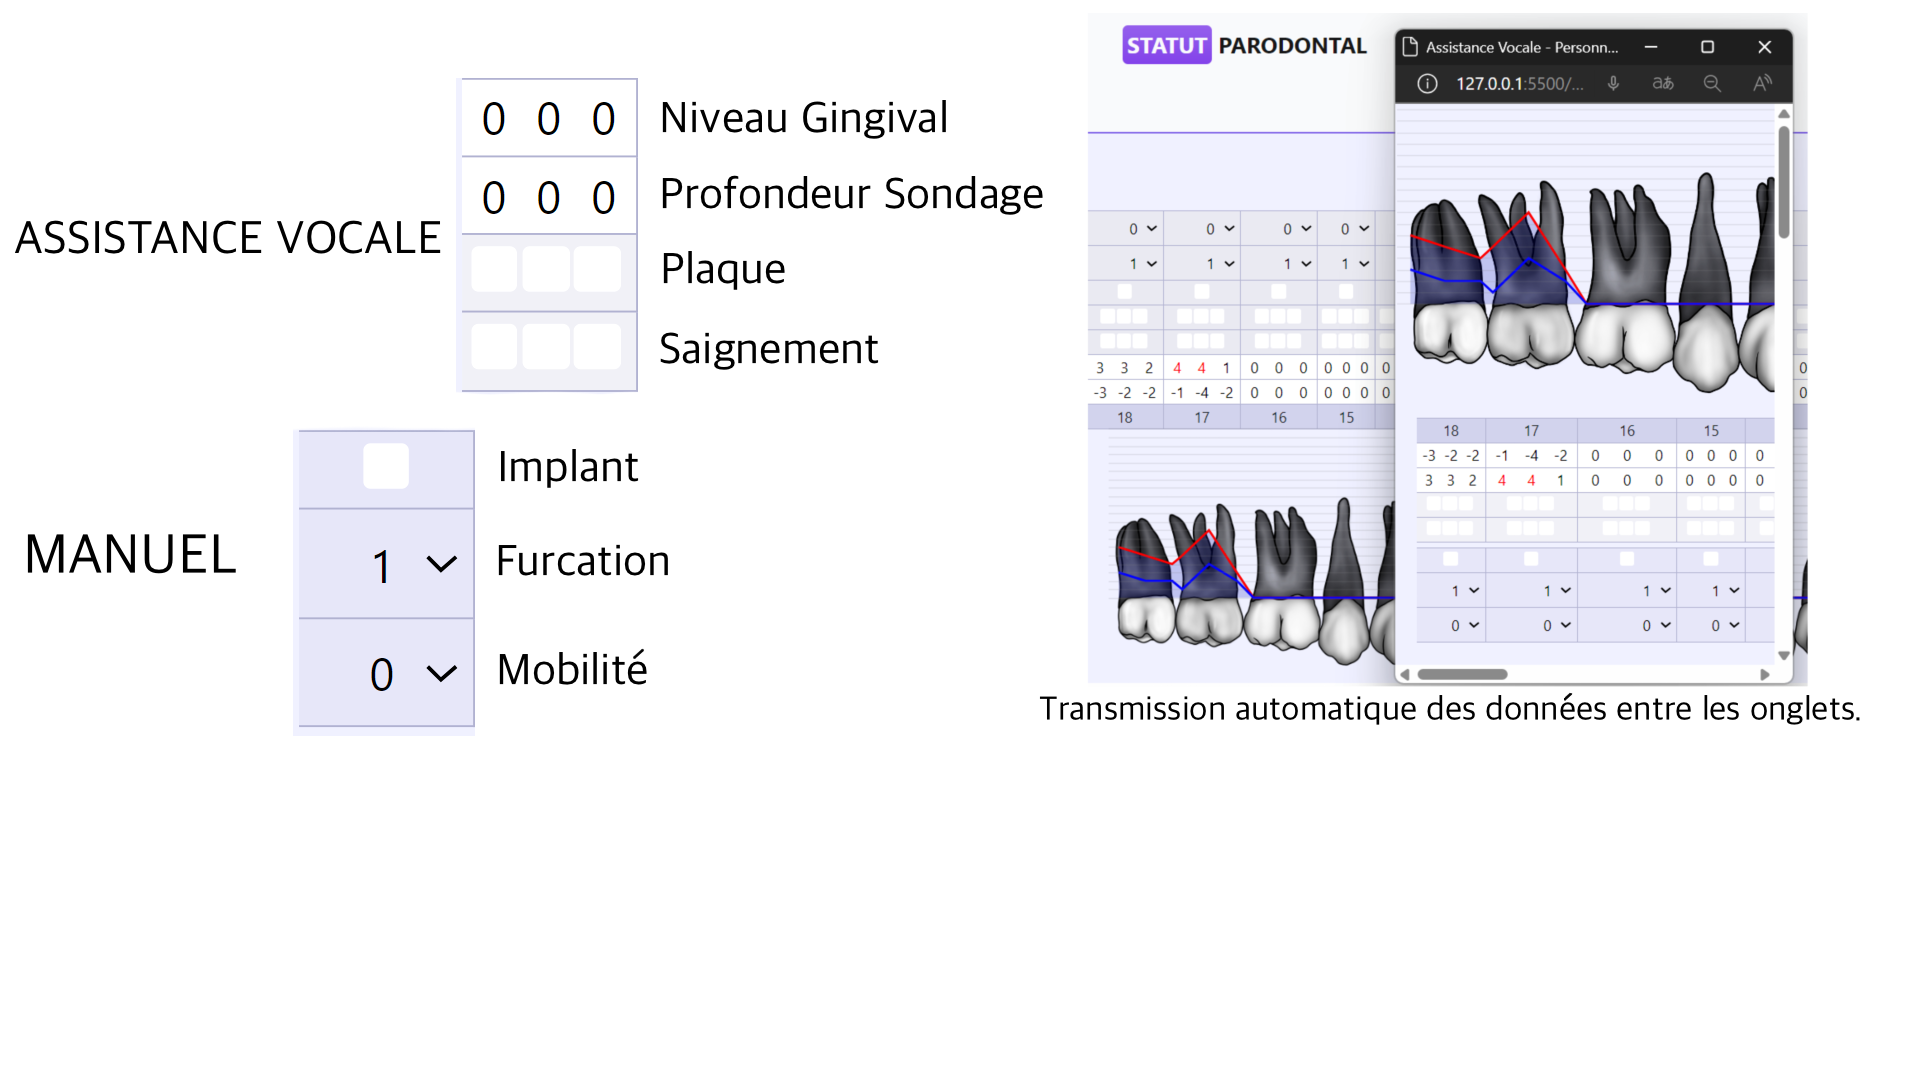 0 0 0 Niveau Gingival
0 0 0 Profondeur Sondage
ASSISTANCE VOCALE
Plaque
Saignement
Implant
MANUEL
1 Furcation
0 Mobilité
STATUT PARODONTAL
0 0 0 0
1 1 1 1
3 3 2 4 4 1 0 0 0 0 0 0 0
-3 -2 -2 -1 -4 -2 0 0 0 0 0 0 0
18 17 16 15
0
0
Assistance Vocale - Personn...
127.0.0.1:5500/...
18 17 16 15
-3 -2 -2 -1 -4 -2 0 0 0 0 0 0 0
3 3 2 4 4 1 0 0 0 0 0 0 0
1 1 1 1
0 0 0 0
Transmission automatique des données entre les onglets.